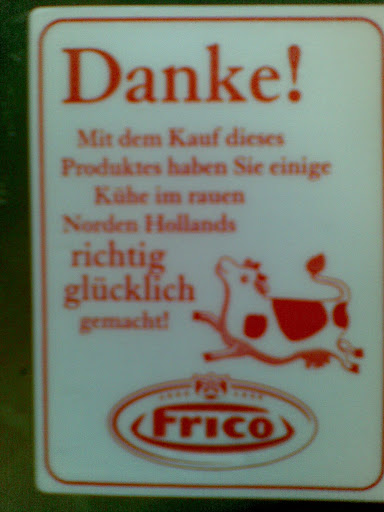 Danke!
Mit dem Kauf dieses
Produktes haben Sie einige
Kühe im rauen
Norden Hollands
richtig
glücklich
gemacht!
Frico